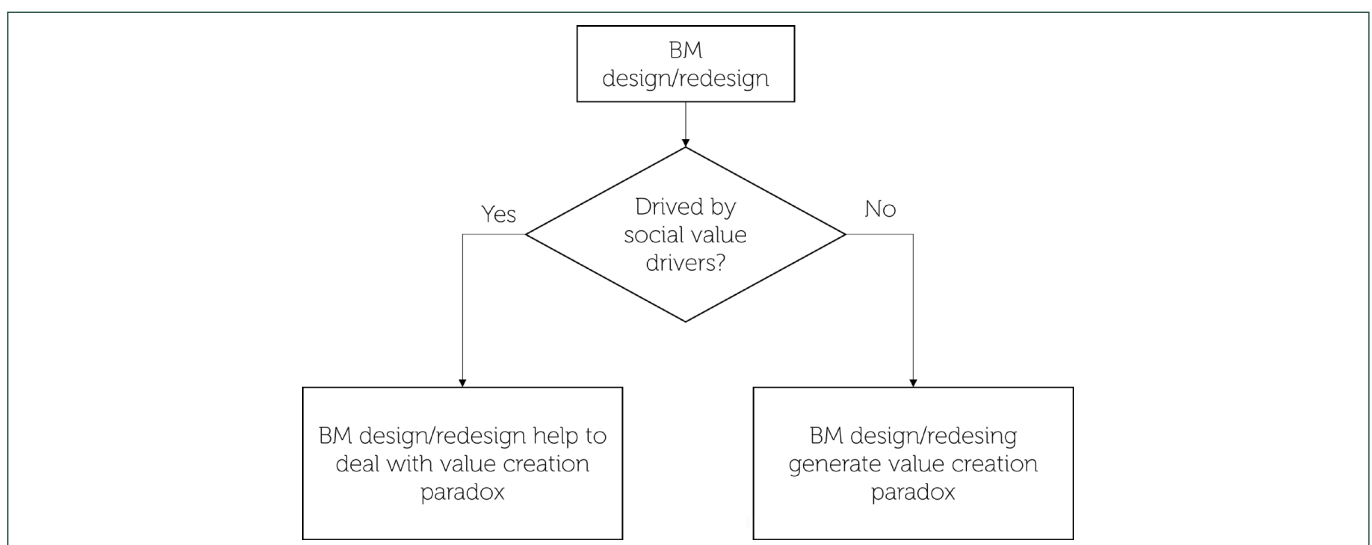 BM
design/redesign
Drived by
social value
drivers?
Yes
No
BM design/redesign help to
deal with value creation
paradox
BM design/redesing
generate value creation
paradox